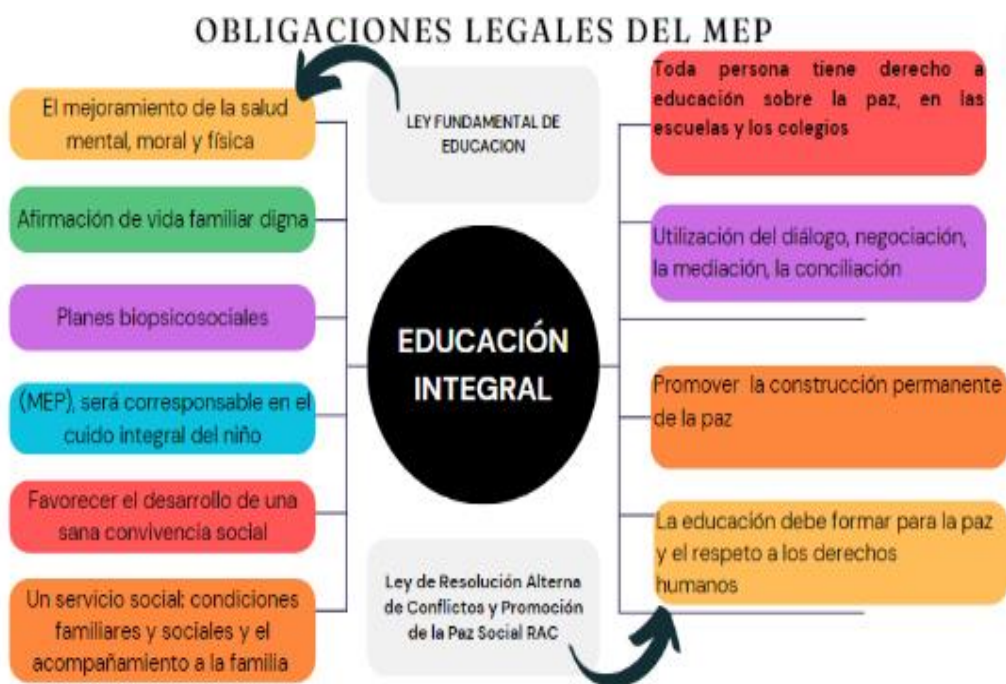 OBLIGACIONES LEGALES DEL MEP
El mejoramiento de la salud
mental, moral y física
Afirmación de vida familiar digna
Planes biopsicosociales
(MEP), será corresponsable en el
cuido integral del niño
Favorecer el desarrollo de una
sana convivencia social
Un servicio social: condiciones
familiares y sociales y el
acompañamiento a la familia
LEY FUNDAMENTAL DE
EDUCACION
EDUCACIÓN
INTEGRAL
Ley de Resolución Alterna
de Conflictos y Promoción
de la Paz Social RAC
Toda persona tiene derecho a
educación sobre la paz, en las
escuelas y los colegios
Utilización del diálogo, negociación,
la mediación, la conciliación
Promover la construcción permanente
de la paz
La educación debe formar para la paz
y el respeto a los derechos
humanos